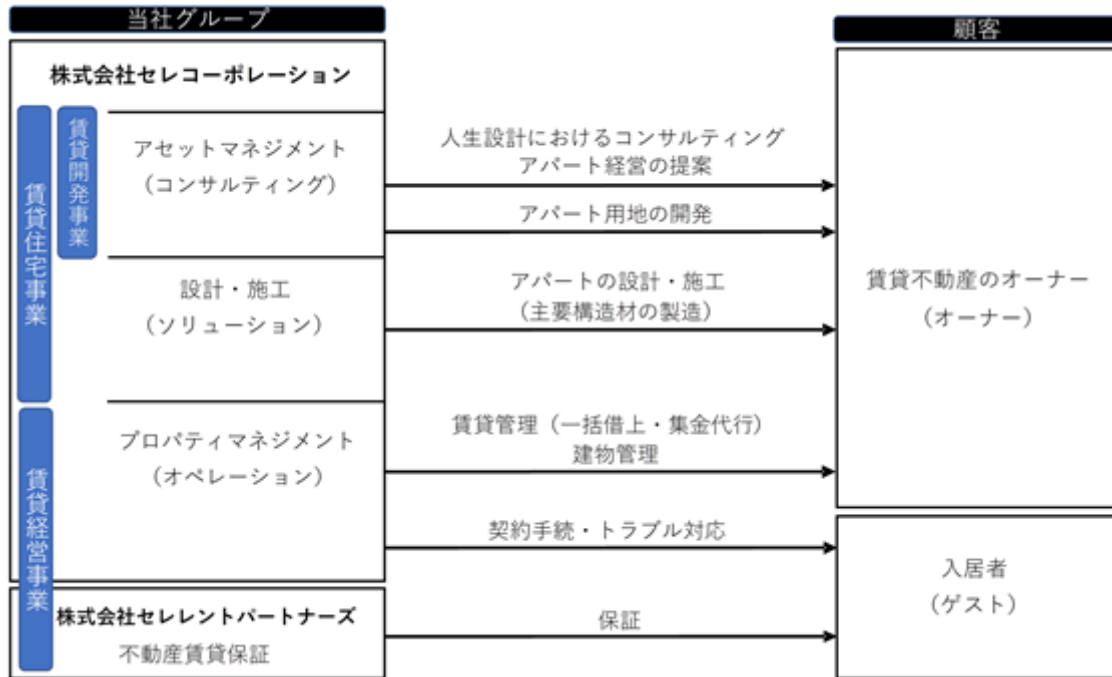 当社グループ
顧客
株式会社セレコーポレーション
賃貸住宅事業
賃貸開発事業
アセットマネジメント
（コンサルティング）
人生設計におけるコンサルティング
アパート経営の提案
アパート用地の開発
設計・施工
（ソリューション）
アパートの設計・施工
（主要構造材の製造）
賃貸不動産のオーナー
（オーナー）
賃貸経営事業
プロパティマネジメント
（オペレーション）
賃貸管理（一括借上・集金代行）
建物管理
契約手続・トラブル対応
入居者
（ゲスト）
株式会社セレレントパートナーズ
不動産賃貸保証
保証